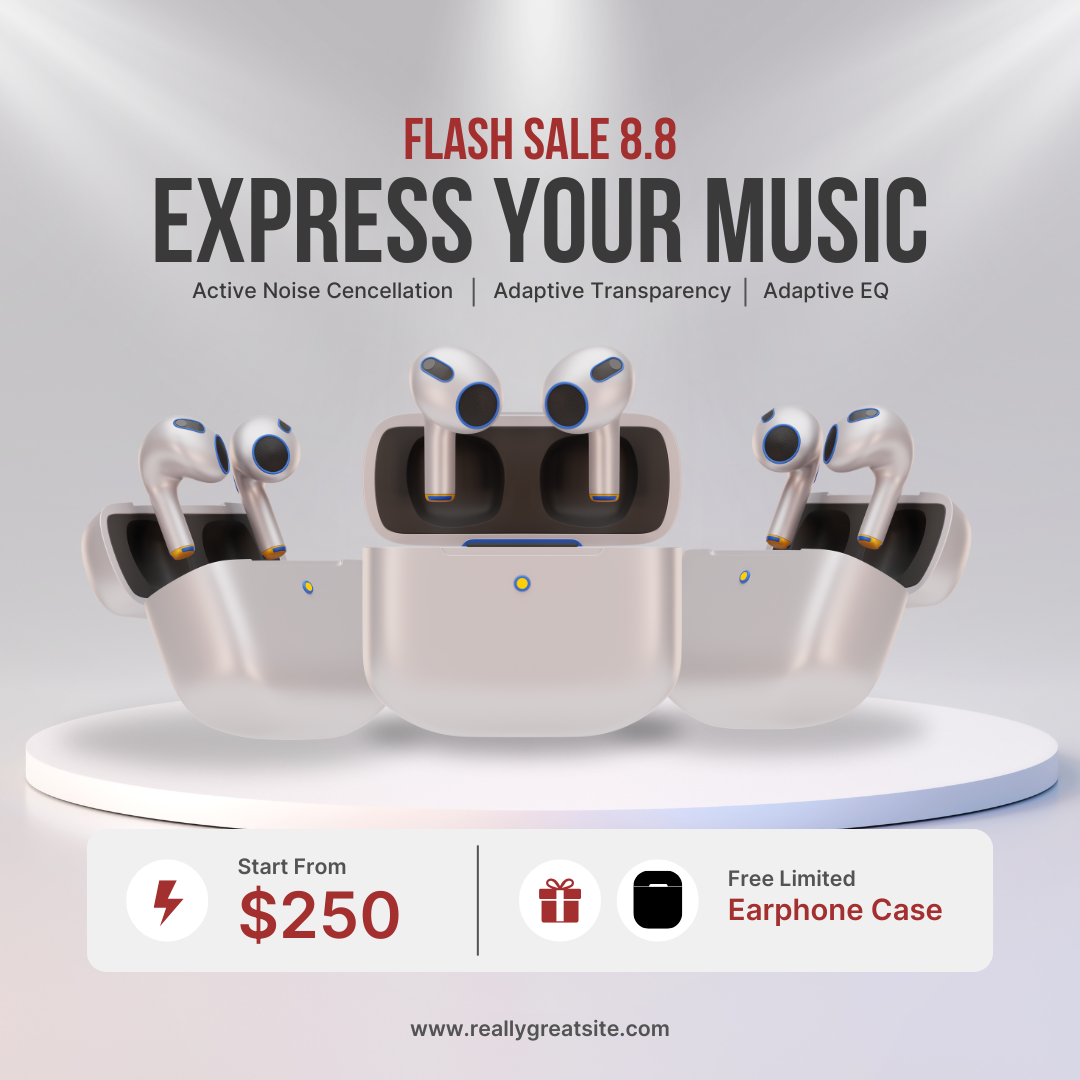 FLASH SALE 8.8
EXPRESS YOUR MUSIC
Active Noise Cencellation | Adaptive Transparency | Adaptive EQ
Start From
$250
Free Limited
Earphone Case
www.reallygreatsite.com